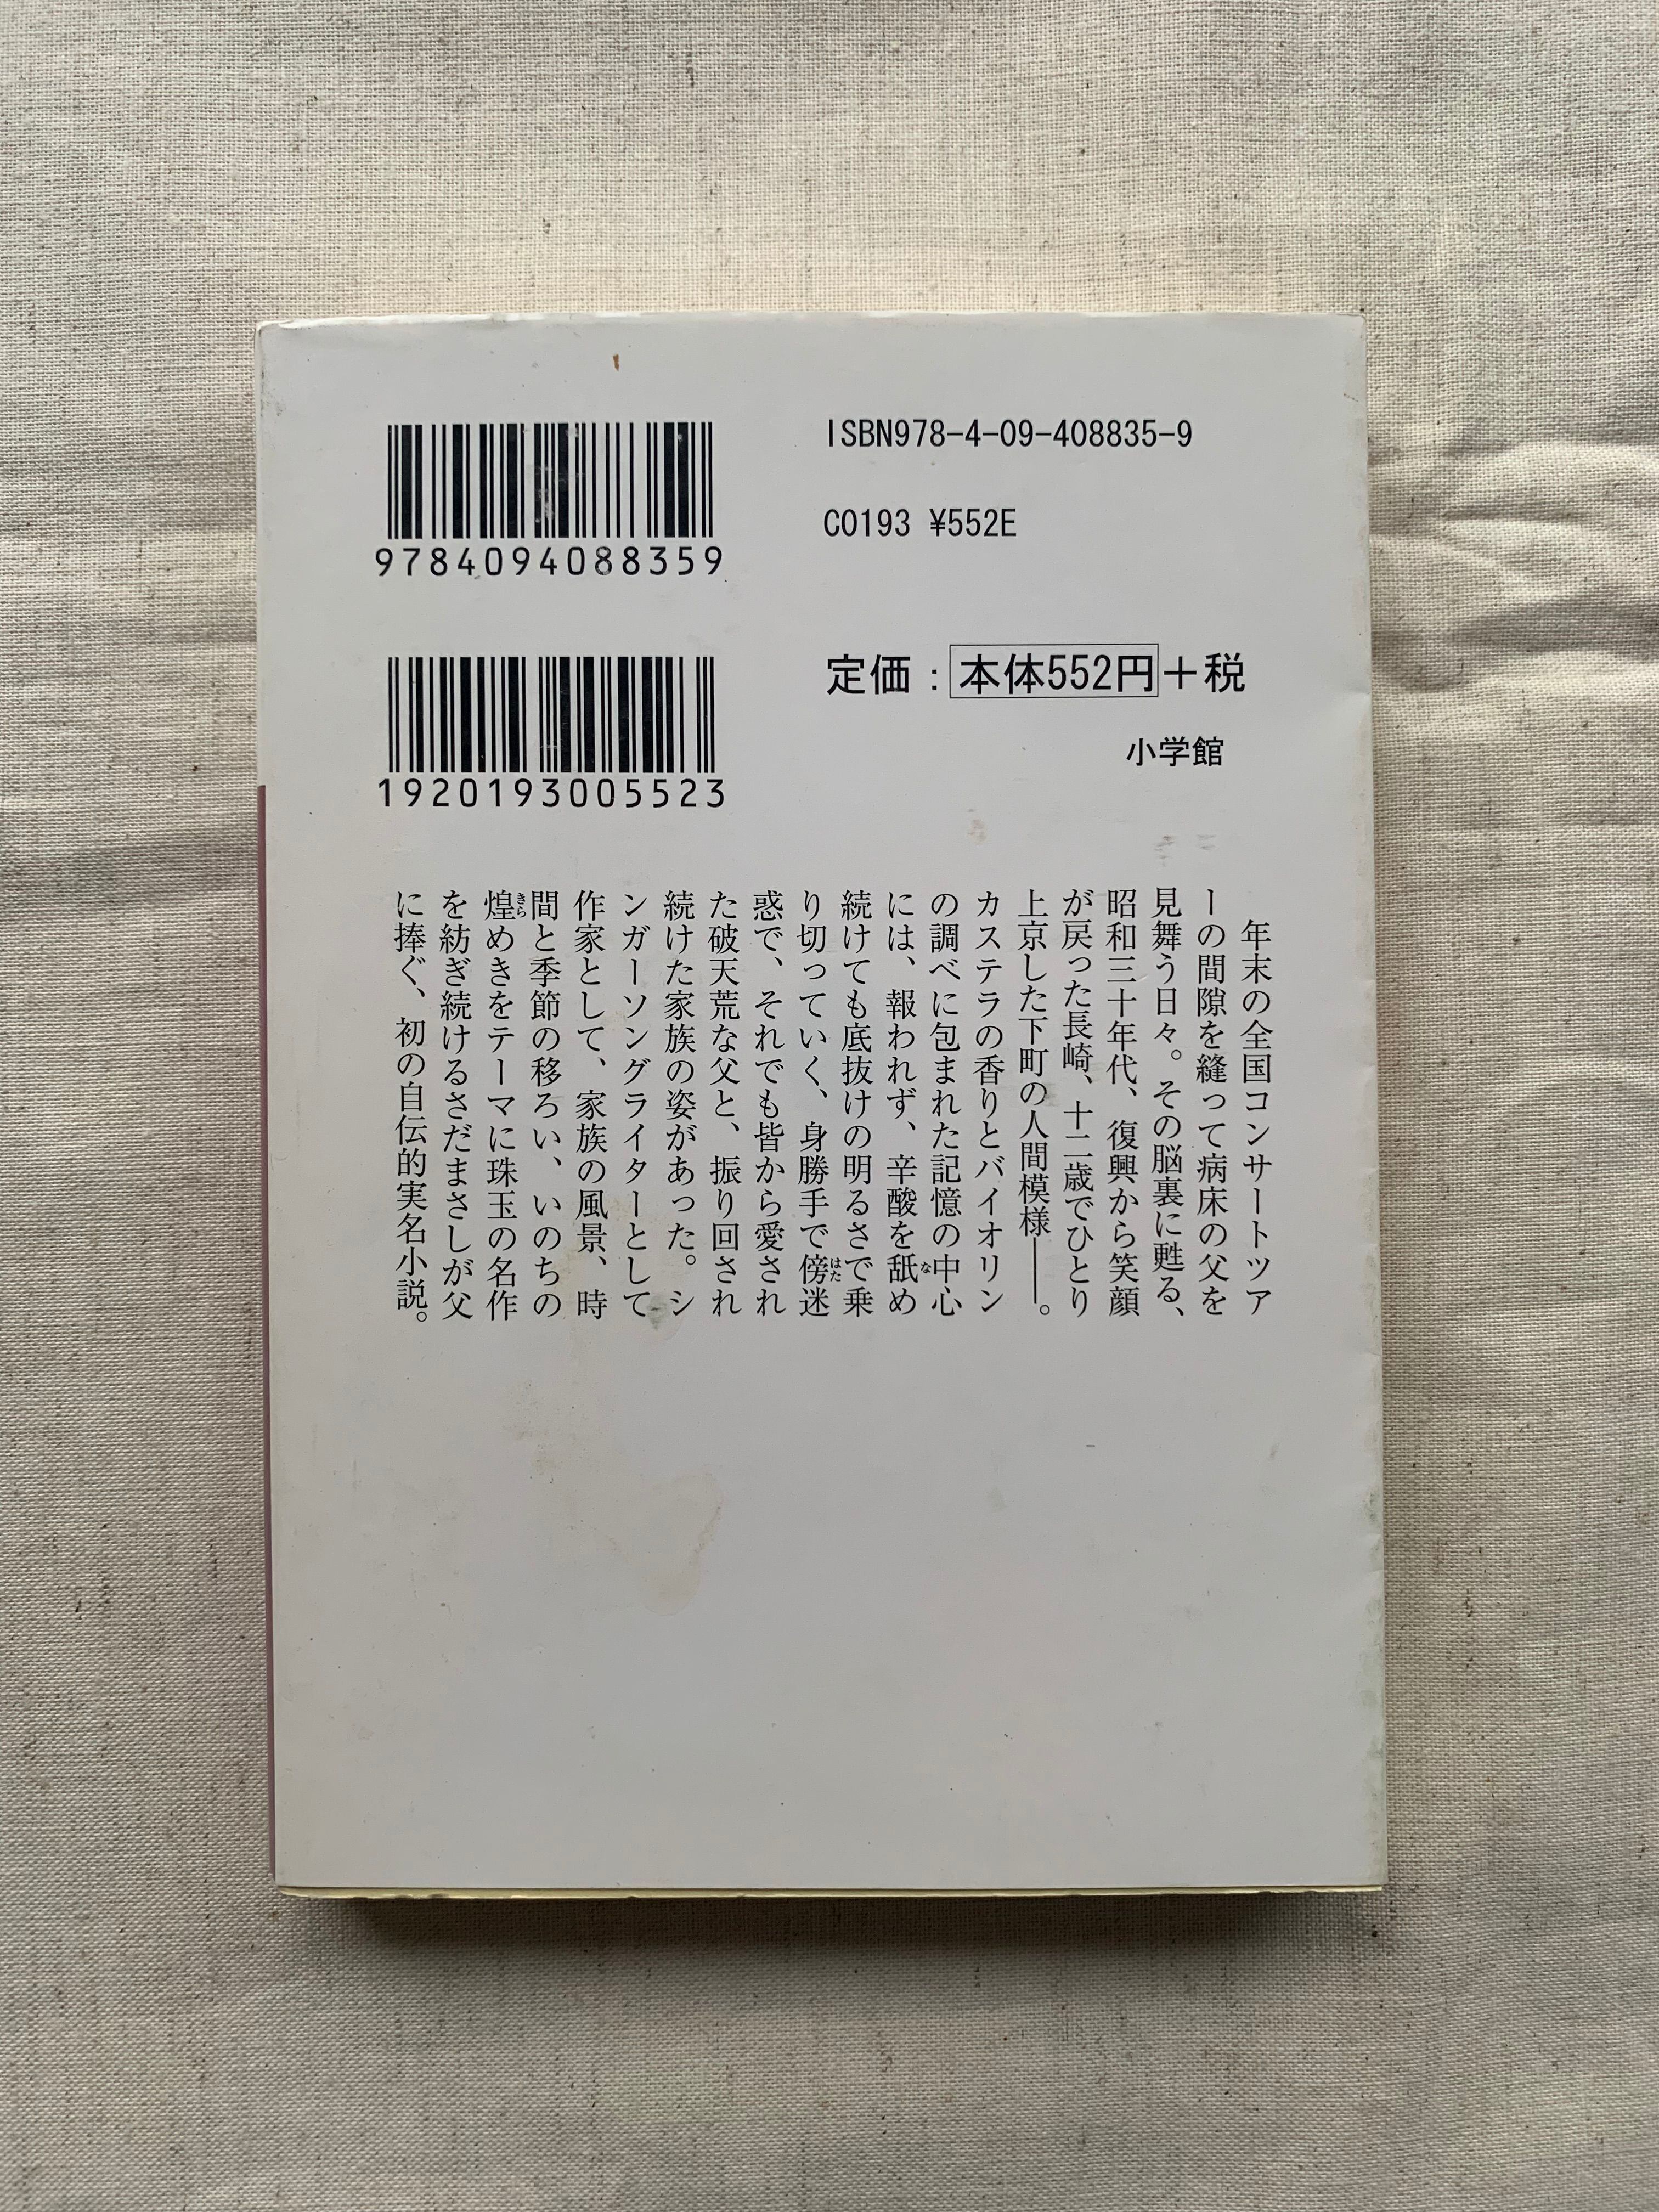 9784094088359
ISBN978-4-09-408835-9
C0193 ¥552E
1920193005523
定価：本体552円＋税
小学館
年末の全国コンサートツア
ーの間隙を縫って病床の父を
見舞う日々。その脳裏に甦る、
昭和三十年代、復興から笑顔
が戻った長崎、十二歳でひとり
上京した下町の人間模様――。
カステラの香りとバイオリン
の調べに包まれた記憶の中心
には、報われず、辛酸を舐な め
続けても底抜けの明るさで乗
り切っていく、身勝手で傍はた迷
惑で、それでも皆から愛され
た破天荒な父と、振り回され
続けた家族の姿があった。シ
ンガーソングライターとして
作家として、家族の風景、時
間と季節の移ろい、いのちの
煌きらめきをテーマに珠玉の名作
を紡ぎ続けるさだまさしが父
に捧ぐ、初の自伝的実名小説。